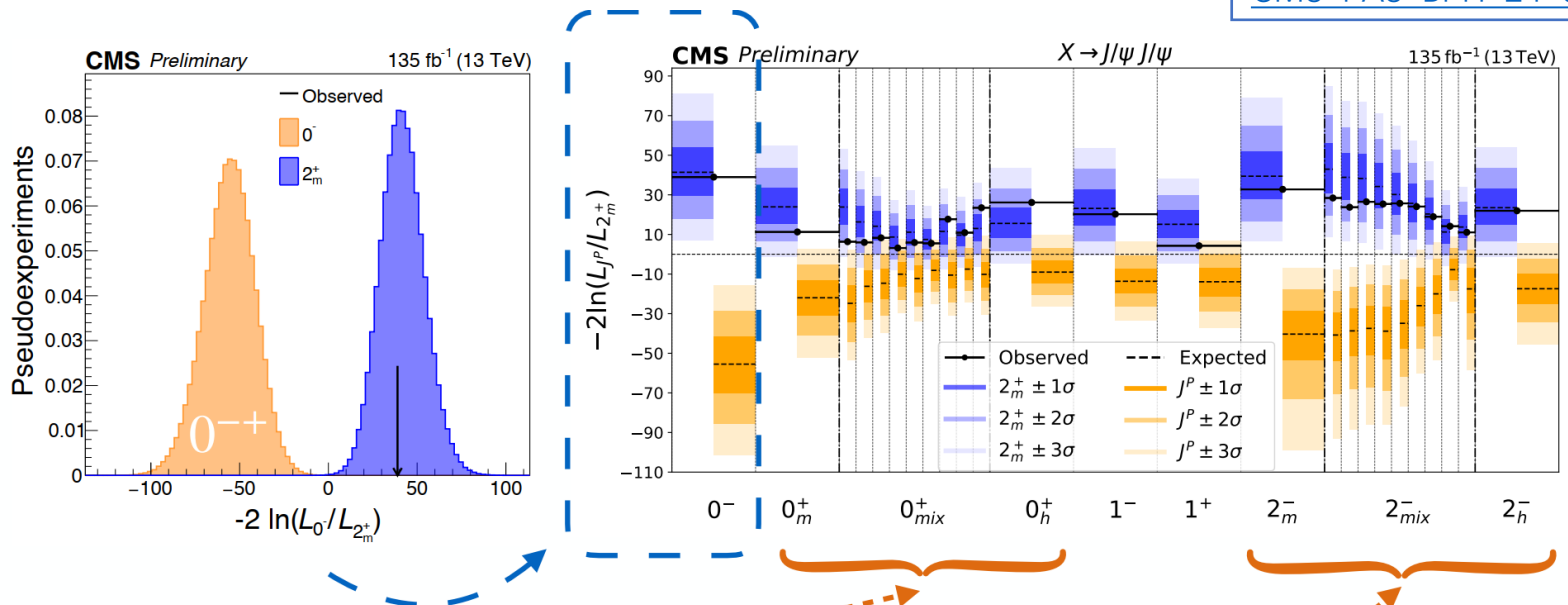 CMS Preliminary 135 fb⁻¹ (13 TeV)
Observed
0⁻
2⁺ₘ
Pseudoexperiments
0.08
0.07
0.06
0.05
0.04
0.03
0.02
0.01
0
0⁻⁺
−100 −50 0 50 100
-2 ln(L₀₋/L₂⁺ₘ)
CMS Preliminary X → J/ψ J/ψ 135 fb⁻¹ (13 TeV)
−2ln(L_Jᴾ/L₂⁺ₘ)
90
70
50
30
10
−10
−30
−50
−70
−90
−110
Observed Expected
2⁺ₘ ± 1σ Jᴾ ± 1σ
2⁺ₘ ± 2σ Jᴾ ± 2σ
2⁺ₘ ± 3σ Jᴾ ± 3σ
0⁻ 0⁺ₘ 0⁺mix 0⁺ₕ 1⁻ 1⁺ 2⁻ₘ 2⁻mix 2⁻ₕ